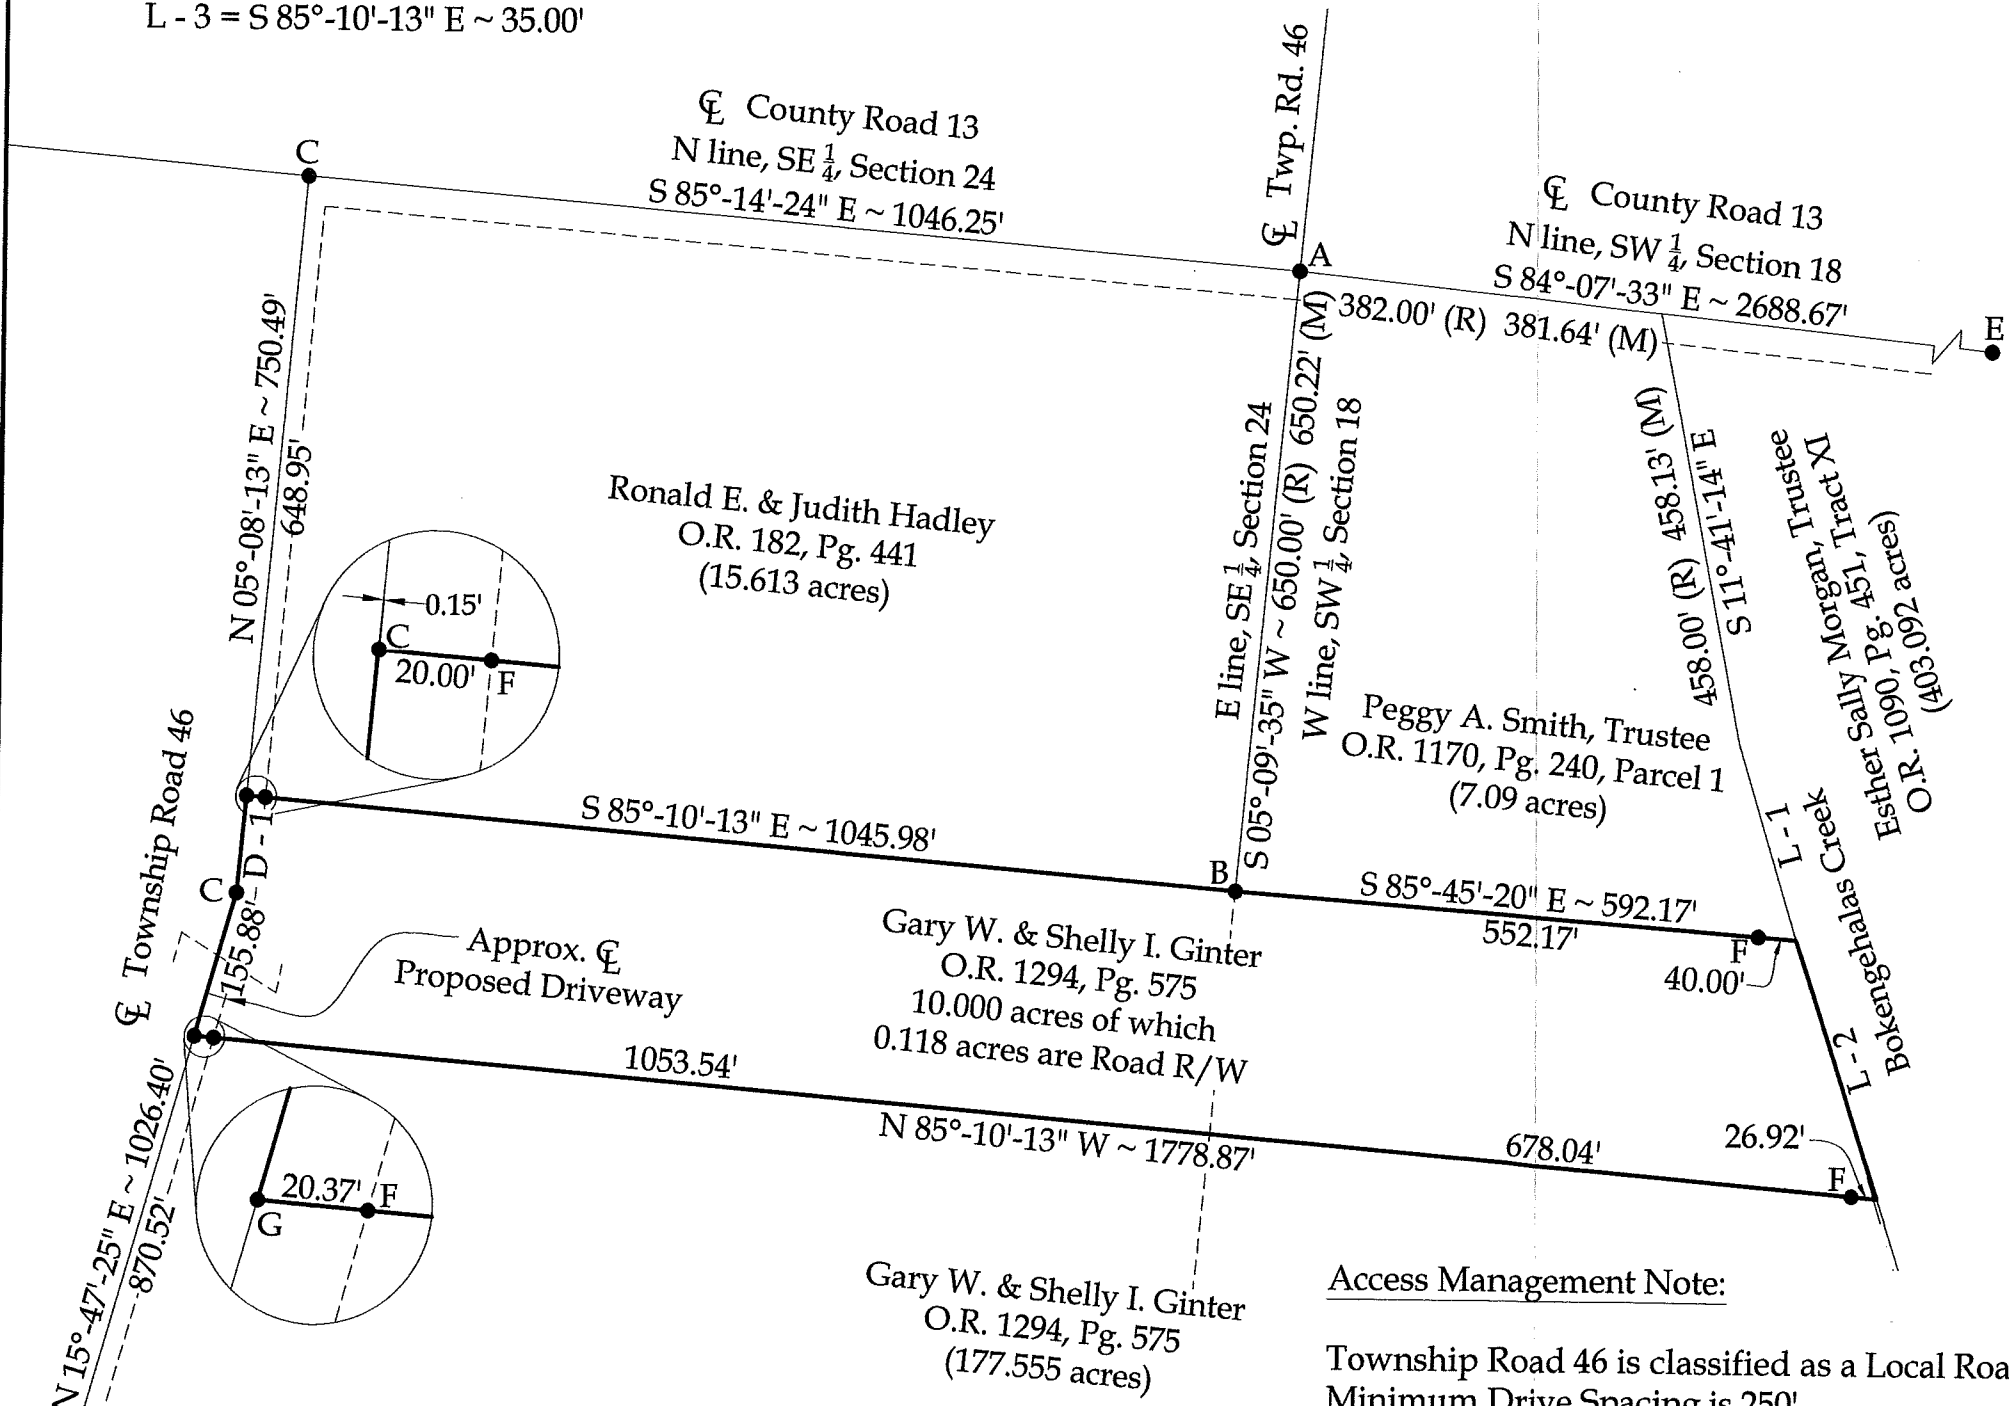 L - 3 = S 85°-10'-13" E ~ 35.00'
℄ Twp. Rd. 46
C
℄ County Road 13
N line, SE 1/4, Section 24
S 85°-14'-24" E ~ 1046.25'
A
℄ County Road 13
N line, SW 1/4, Section 18
S 84°-07'-33" E ~ 2688.67'
382.00' (R) 381.64' (M)
E
N 05°-08'-13" E ~ 750.49'
648.95'
Ronald E. & Judith Hadley
O.R. 182, Pg. 441
(15.613 acres)
E line, SE 1/4, Section 24
S 05°-09'-35" W ~ 650.00' (R) 650.22' (M)
W line, SW 1/4, Section 18
458.00' (R) 458.13' (M)
S 11°-41'-14" E
Esther Sally Morgan, Trustee
O.R. 1090, Pg. 451, Tract XI
(403.092 acres)
0.15'
C
20.00'
F
Peggy A. Smith, Trustee
O.R. 1170, Pg. 240, Parcel 1
(7.09 acres)
℄ Township Road 46
S 85°-10'-13" E ~ 1045.98'
L - 1
Bokengehalas Creek
C
D - 1
155.88'
B
S 85°-45'-20" E ~ 592.17'
552.17'
F
40.00'
Approx. ℄
Proposed Driveway
Gary W. & Shelly I. Ginter
O.R. 1294, Pg. 575
10.000 acres of which
0.118 acres are Road R/W
L - 2
1053.54'
N 85°-10'-13" W ~ 1778.87'
678.04'
26.92'
F
N 15°-47'-25" E ~ 1026.40'
870.52'
20.37'
F
G
Gary W. & Shelly I. Ginter
O.R. 1294, Pg. 575
(177.555 acres)
Access Management Note:
Township Road 46 is classified as a Local Roa
Minimum Drive Spacing is 250'